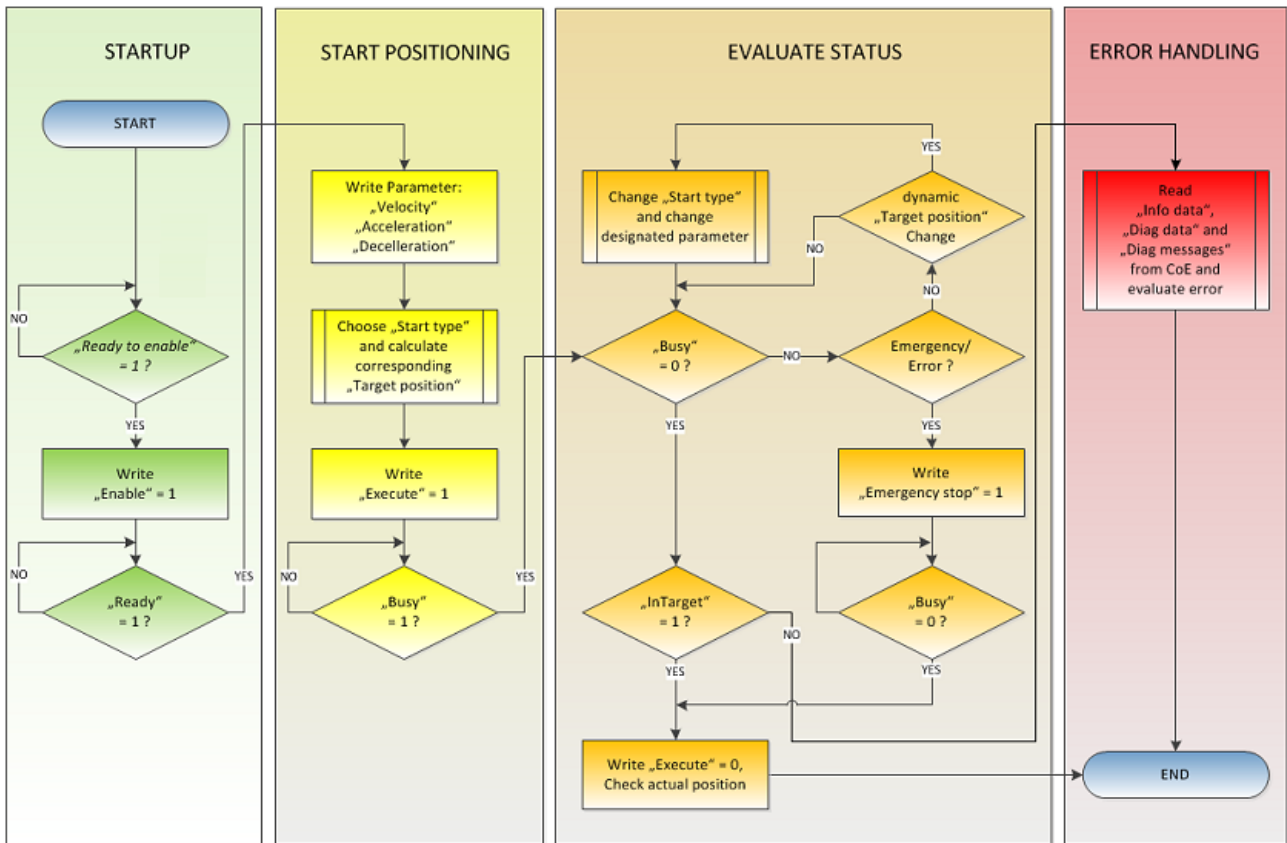 STARTUP
START
NO
„Ready to enable“
= 1 ?
YES
Write
„Enable“ = 1
NO
„Ready“
= 1 ?
YES
START POSITIONING
Write Parameter:
„Velocity“
„Acceleration“
„Decelleration“
Choose „Start type“
and calculate
corresponding
„Target position“
Write
„Execute“ = 1
NO
„Busy“
= 1 ?
YES
EVALUATE STATUS
YES
Change „Start type“
and change
designated parameter
dynamic
„Target position“
Change
NO
NO
„Busy“
= 0 ?
NO
Emergency/
Error ?
YES
YES
Write
„Emergency stop“ = 1
„InTarget“
= 1 ?
NO
„Busy“
= 0 ?
YES
YES
Write „Execute“ = 0,
Check actual position
ERROR HANDLING
Read
„Info data“,
„Diag data“ and
„Diag messages“
from CoE and
evaluate error
END